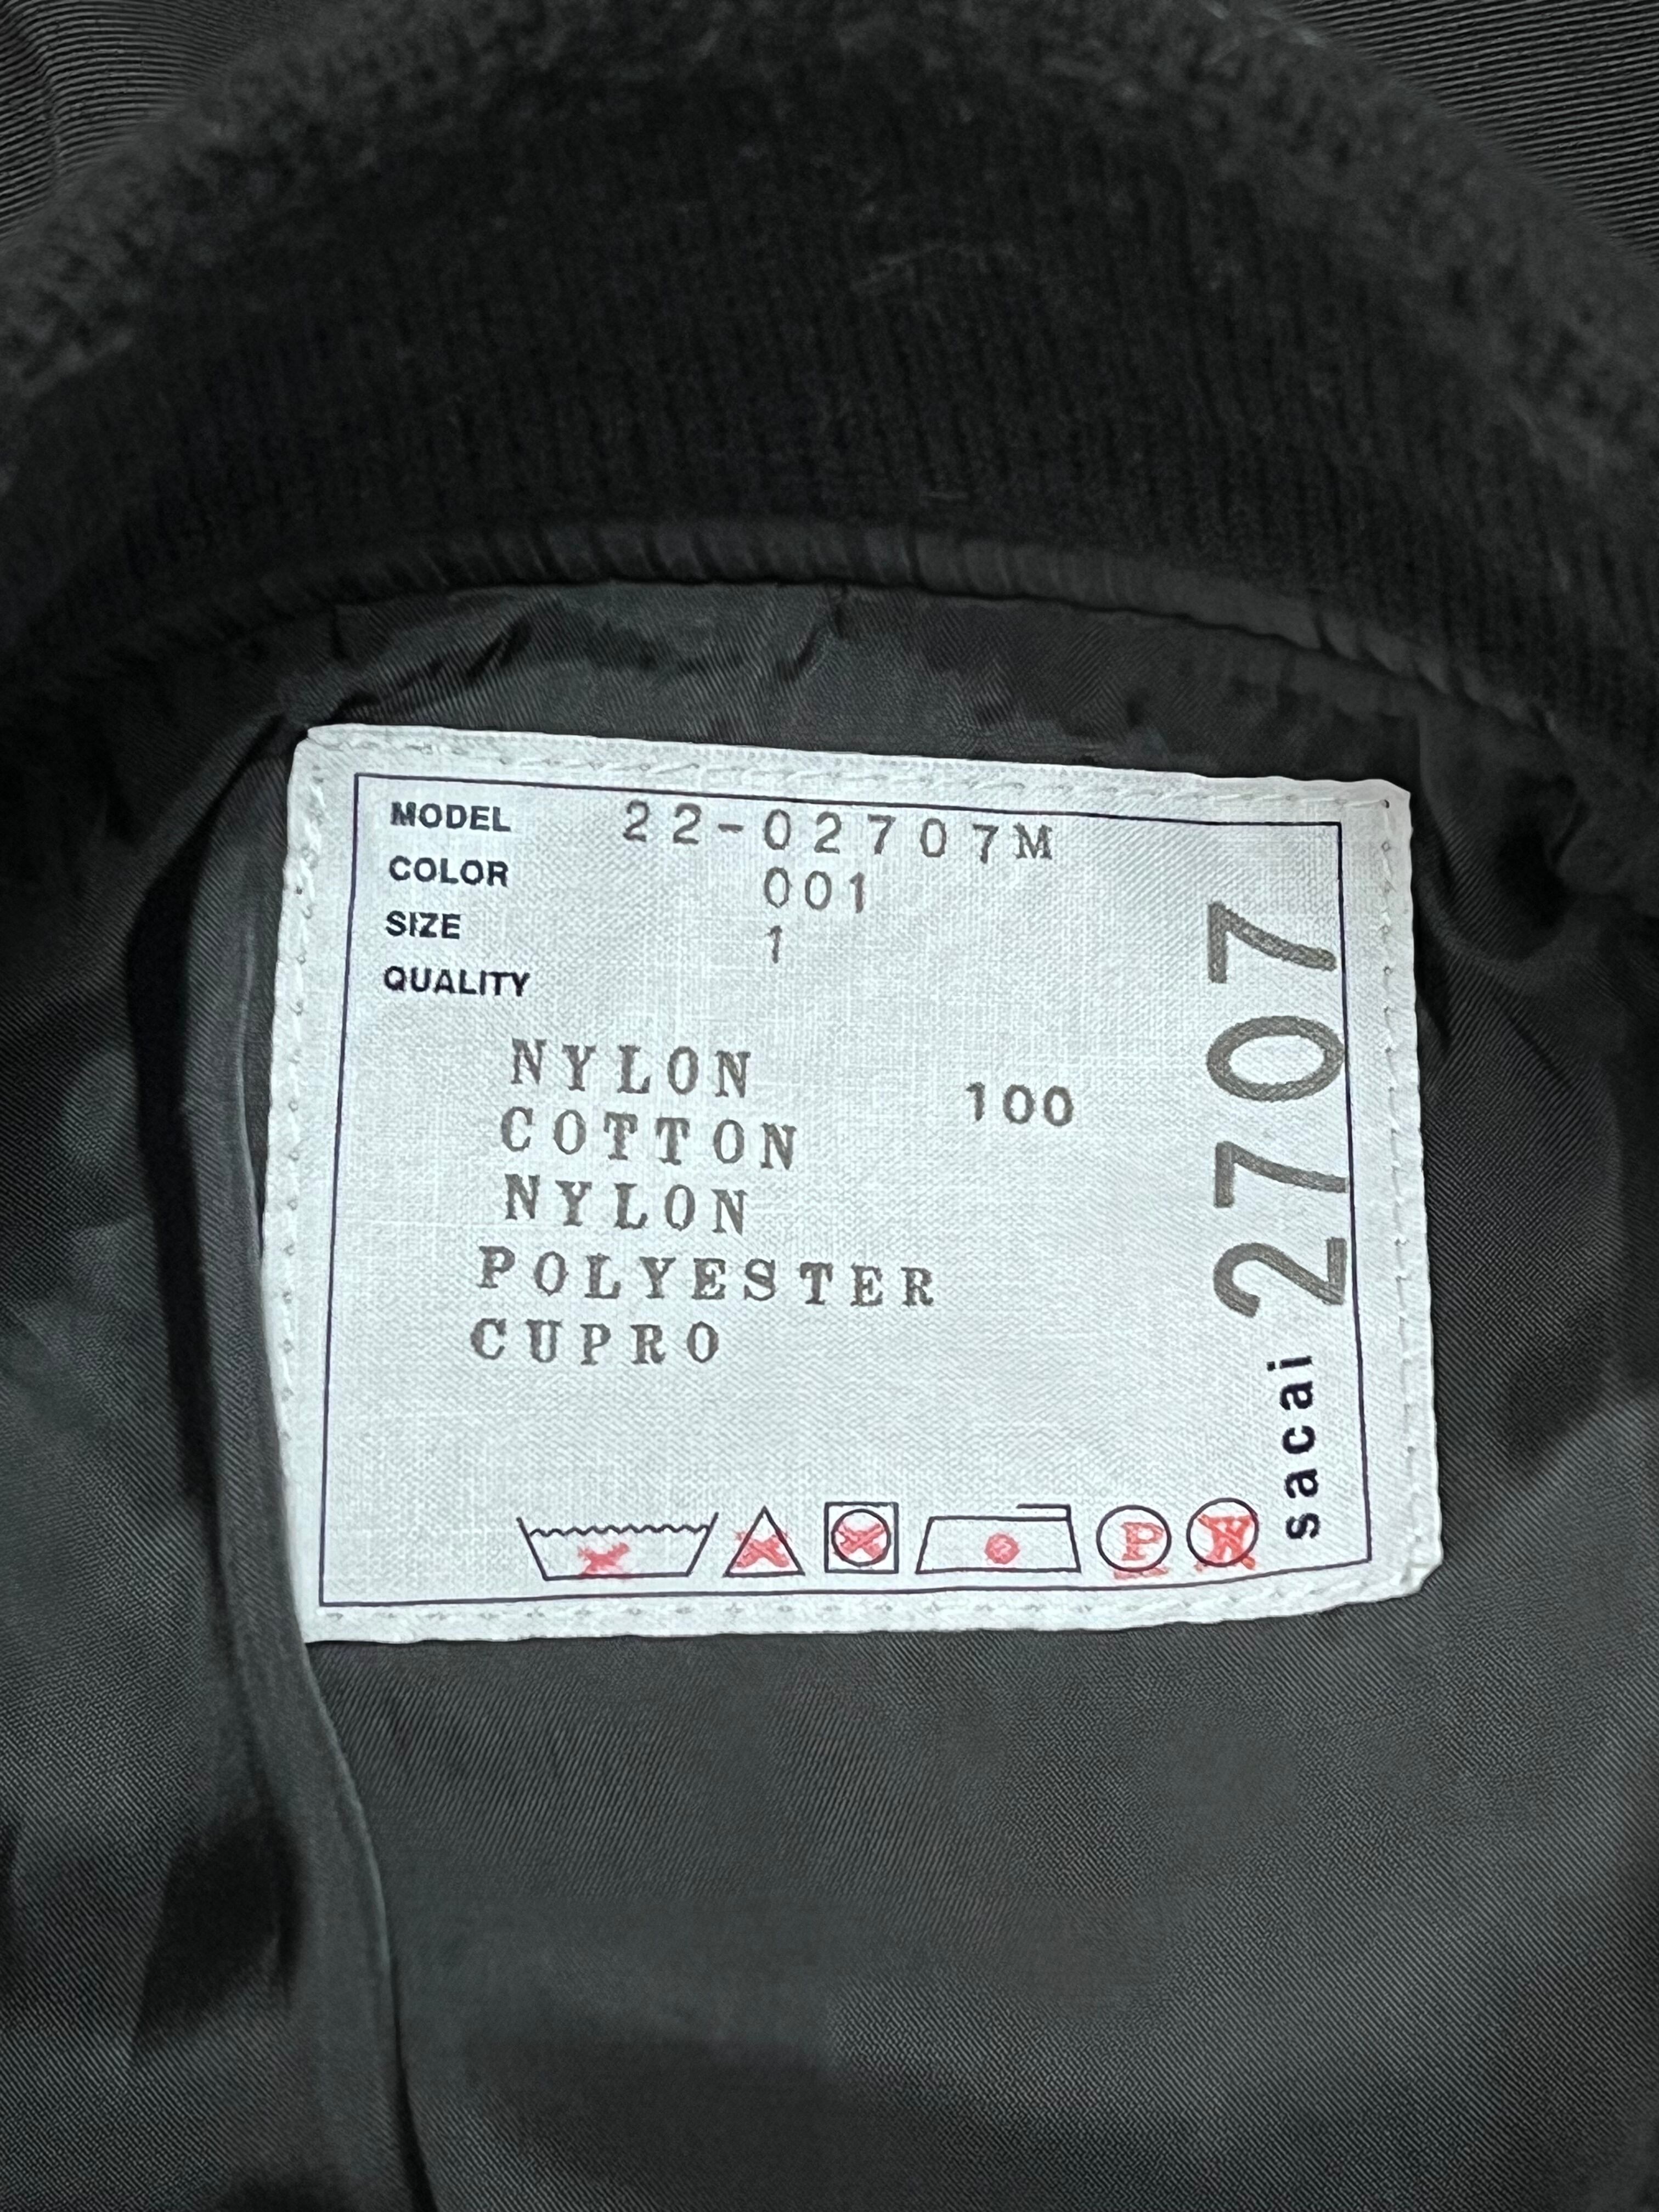 MODEL 22-02707M
COLOR 001
SIZE 1
QUALITY
NYLON 100
COTTON
NYLON
POLYESTER
CUPRO
P W
sacai 2707